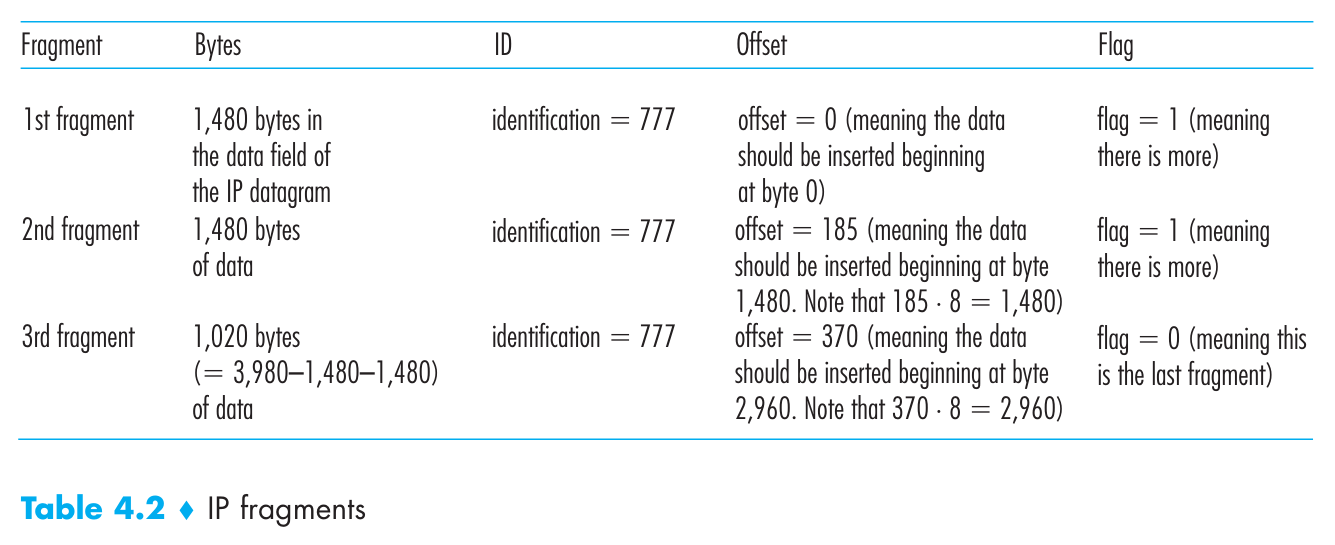 Fragment Bytes ID Offset Flag
1st fragment 1,480 bytes in identification = 777 offset = 0 (meaning the data flag = 1 (meaning
the data field of should be inserted beginning there is more)
the IP datagram at byte 0)
2nd fragment 1,480 bytes identification = 777 offset = 185 (meaning the data flag = 1 (meaning
of data should be inserted beginning at byte there is more)
1,480. Note that 185 · 8 = 1,480)
3rd fragment 1,020 bytes identification = 777 offset = 370 (meaning the data flag = 0 (meaning this
(= 3,980–1,480–1,480) should be inserted beginning at byte is the last fragment)
of data 2,960. Note that 370 · 8 = 2,960)
Table 4.2 ♦ IP fragments